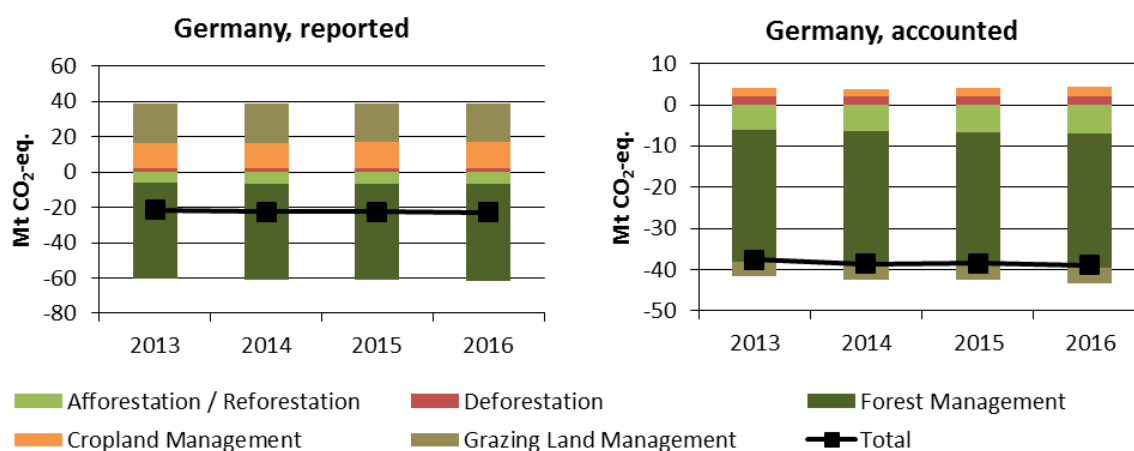 Germany, reported
Mt CO₂-eq.
60
40
20
0
-20
-40
-60
-80
2013 2014 2015 2016
Germany, accounted
Mt CO₂-eq.
10
0
-10
-20
-30
-40
-50
2013 2014 2015 2016
Afforestation / Reforestation Deforestation Forest Management
Cropland Management Grazing Land Management Total